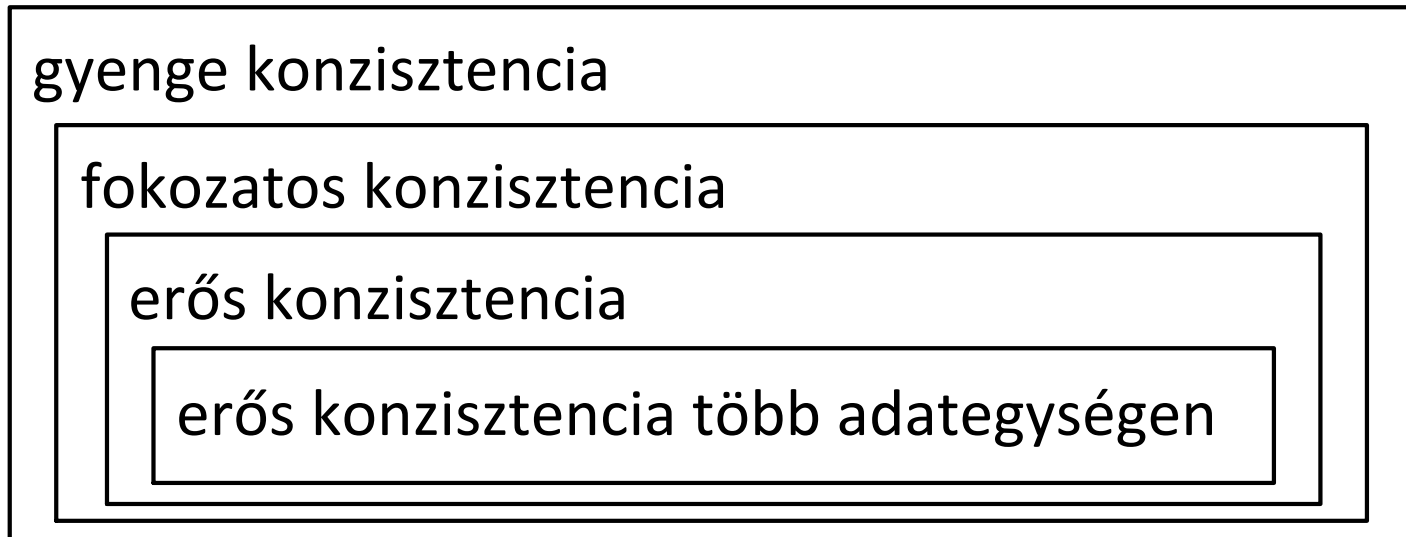 gyenge konzisztencia
fokozatos konzisztencia
erős konzisztencia
erős konzisztencia több adategységen